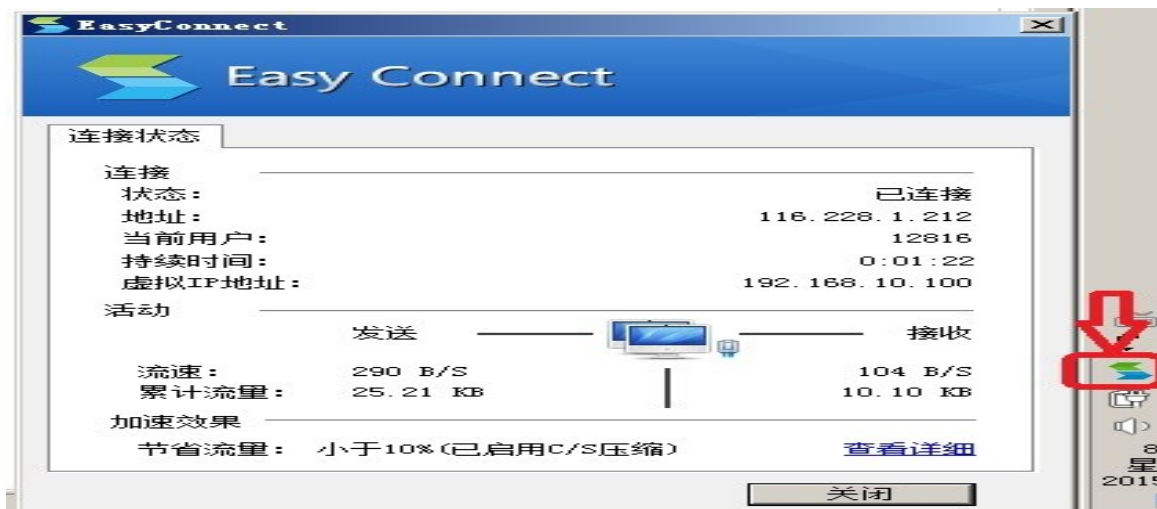 EasyConnect
Easy Connect
连接状态
连接
状态: 已连接
地址: 116.228.1.212
当前用户: 12816
持续时间: 0:01:22
虚拟IP地址: 192.168.10.100
活动
发送 接收
流速: 290 B/S 104 B/S
累计流量: 25.21 KB 10.10 KB
加速效果
节省流量: 小于10%(已启用C/S压缩) 查看详细
关闭
8
星
2015